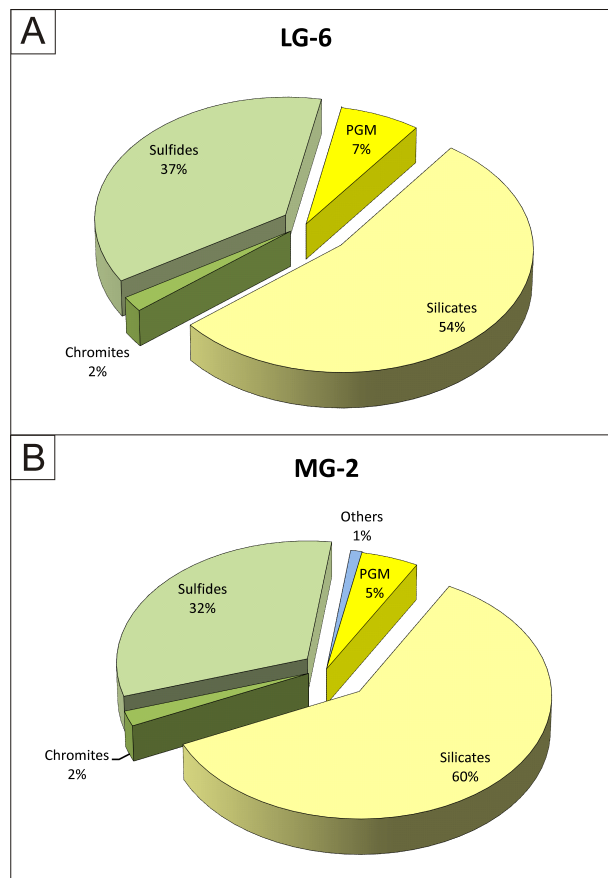 A
LG-6
PGM
7%
Sulfides
37%
Silicates
54%
Chromites
2%
B
MG-2
Others
1%
PGM
5%
Sulfides
32%
Chromites
2%
Silicates
60%